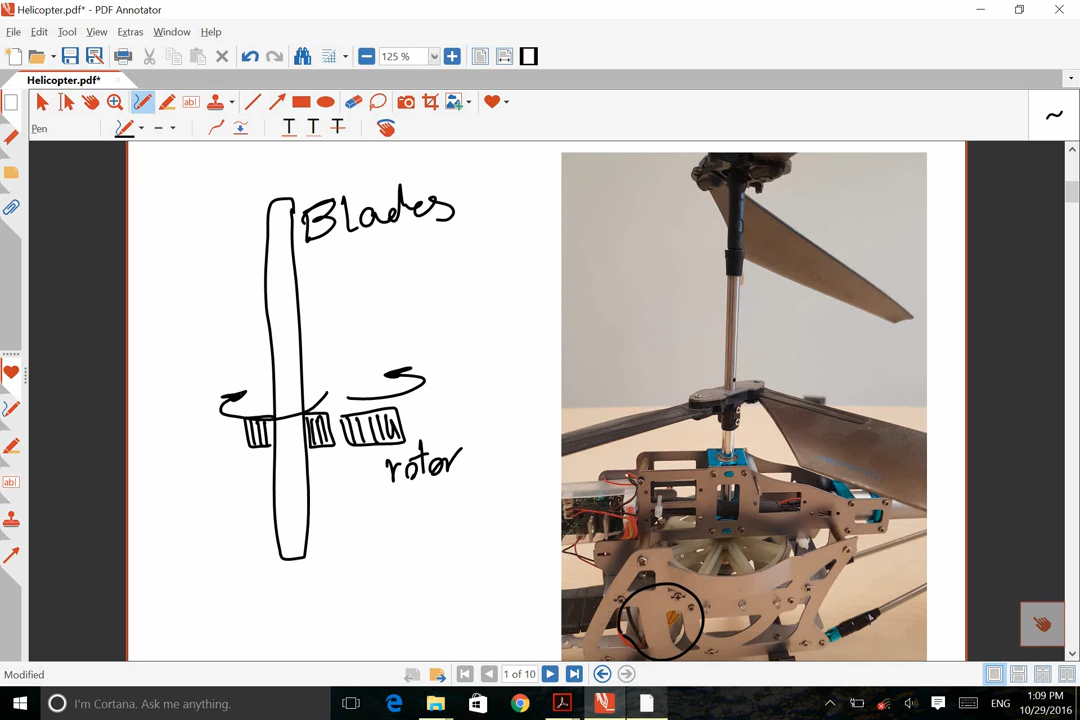 Helicopter.pdf* - PDF Annotator
File Edit Tool View Extras Window Help
125 %
Helicopter.pdf*
Pen
Blades
rotor
Modified
1 of 10
I'm Cortana. Ask me anything.
ENG
1:09 PM
10/29/2016